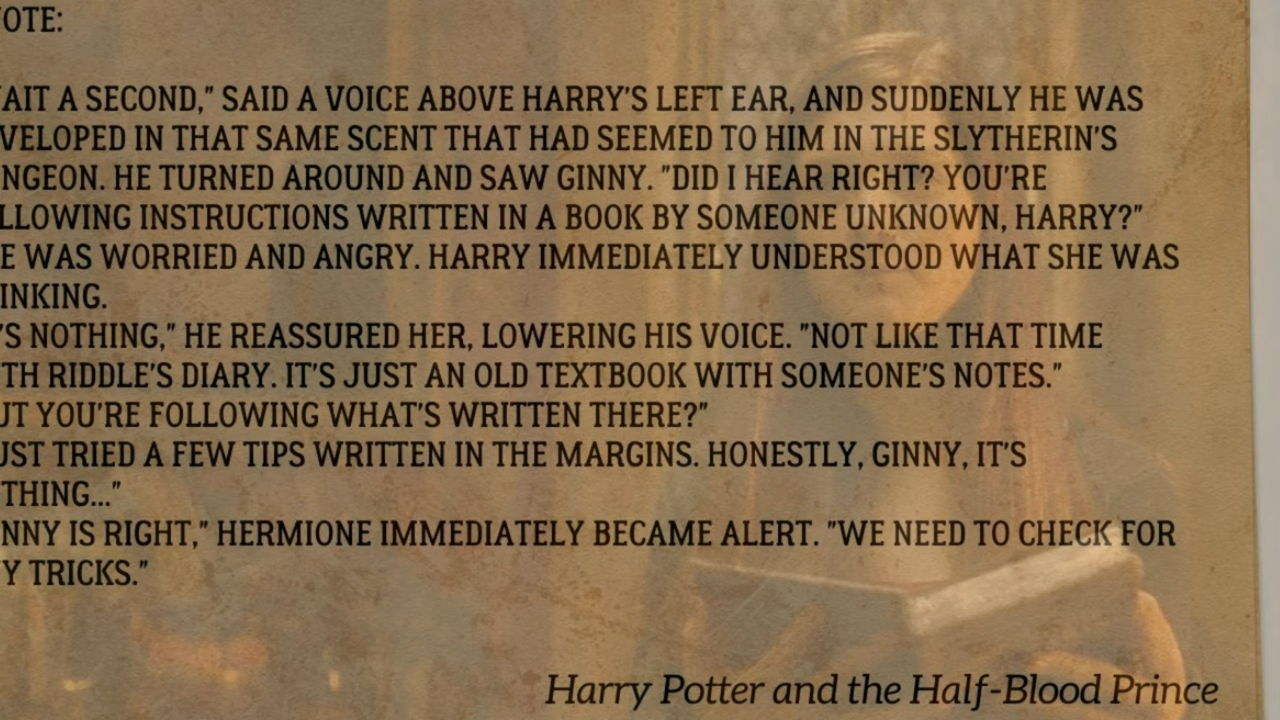 OTE:
AIT A SECOND," SAID A VOICE ABOVE HARRY'S LEFT EAR, AND SUDDENLY HE WAS
VELOPED IN THAT SAME SCENT THAT HAD SEEMED TO HIM IN THE SLYTHERIN'S
NGEON. HE TURNED AROUND AND SAW GINNY. "DID I HEAR RIGHT? YOU'RE
LLOWING INSTRUCTIONS WRITTEN IN A BOOK BY SOMEONE UNKNOWN, HARRY?"
E WAS WORRIED AND ANGRY. HARRY IMMEDIATELY UNDERSTOOD WHAT SHE WAS
INKING.
'S NOTHING," HE REASSURED HER, LOWERING HIS VOICE. "NOT LIKE THAT TIME
TH RIDDLE'S DIARY. IT'S JUST AN OLD TEXTBOOK WITH SOMEONE'S NOTES."
UT YOU'RE FOLLOWING WHAT'S WRITTEN THERE?"
UST TRIED A FEW TIPS WRITTEN IN THE MARGINS. HONESTLY, GINNY, IT'S
THING..."
NNY IS RIGHT," HERMIONE IMMEDIATELY BECAME ALERT. "WE NEED TO CHECK FOR
Y TRICKS."
Harry Potter and the Half-Blood Prince